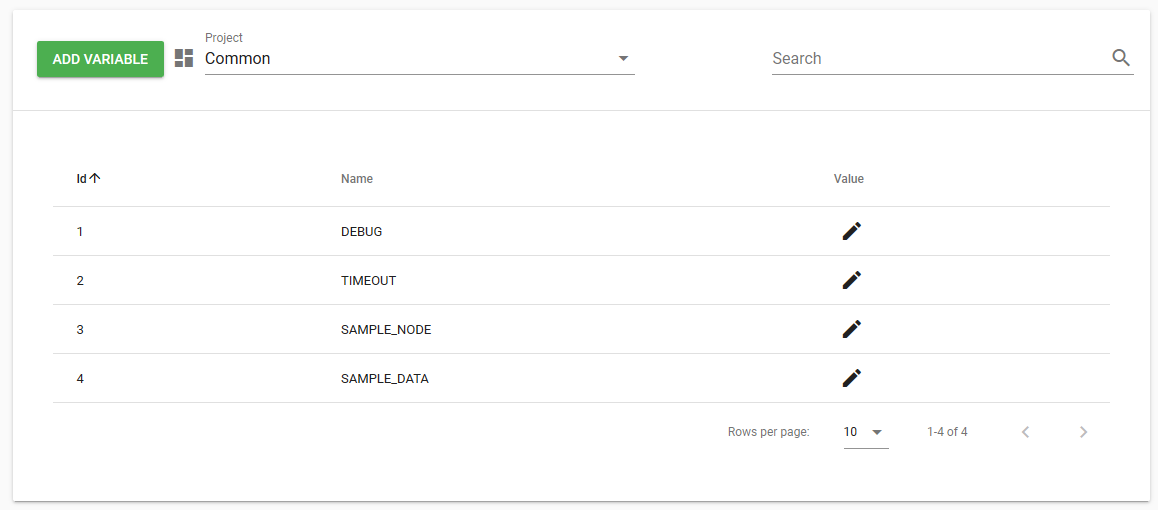 Project
ADD VARIABLE Common Search
Id Name Value
1 DEBUG
2 TIMEOUT
3 SAMPLE_NODE
4 SAMPLE_DATA
Rows per page: 10 1-4 of 4